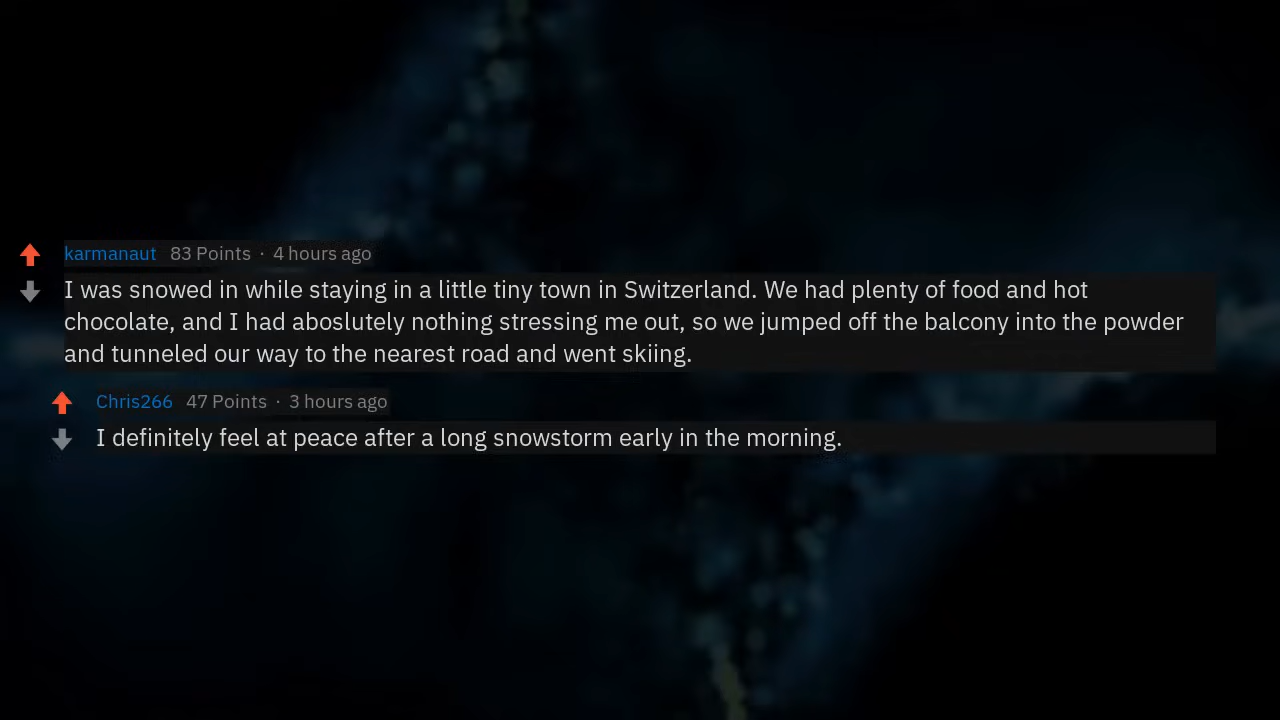 karmanaut 83 Points · 4 hours ago
I was snowed in while staying in a little tiny town in Switzerland. We had plenty of food and hot
chocolate, and I had aboslutely nothing stressing me out, so we jumped off the balcony into the powder
and tunneled our way to the nearest road and went skiing.
Chris266 47 Points · 3 hours ago
I definitely feel at peace after a long snowstorm early in the morning.